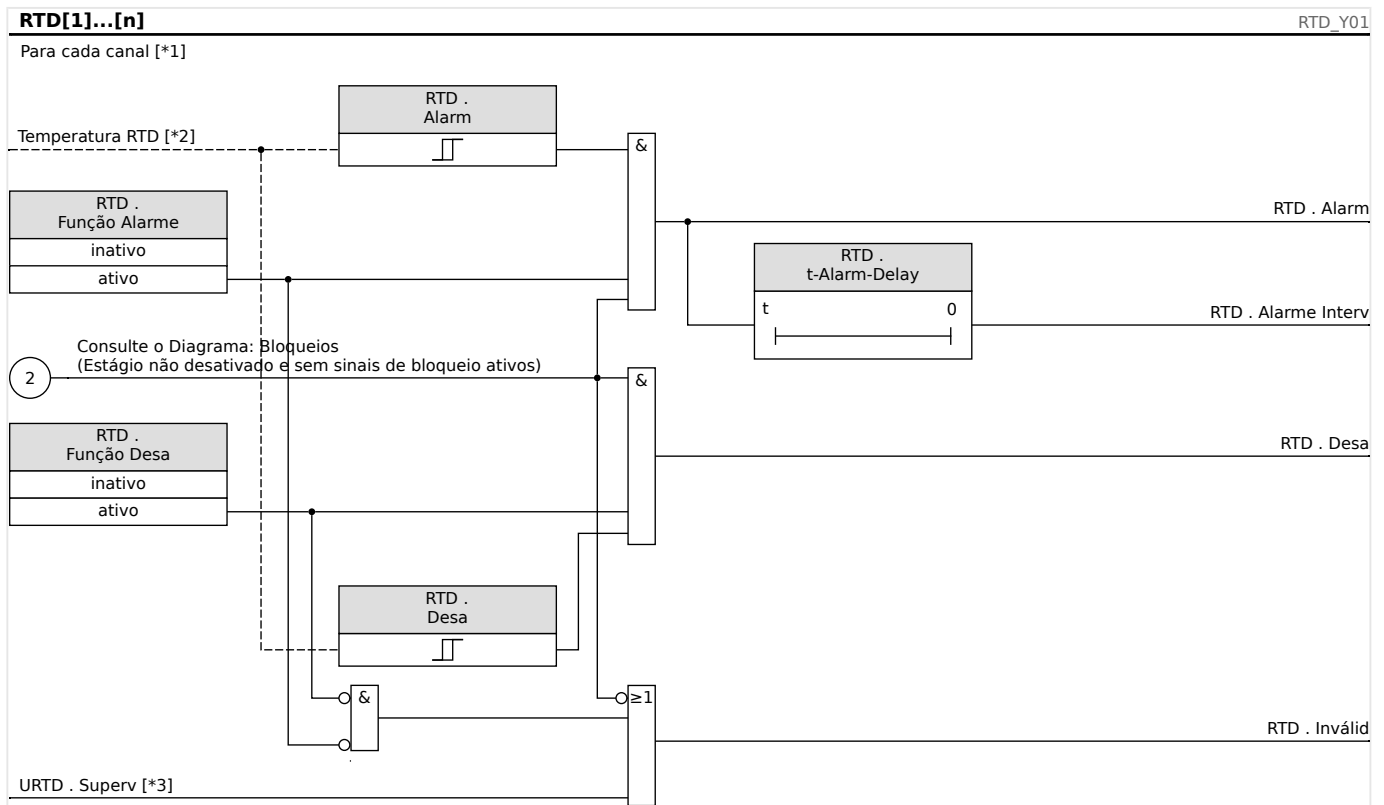 RTD[1]...[n]
RTD_Y01
Para cada canal [*1]
RTD .
Alarm
Temperatura RTD [*2]
&
RTD .
Função Alarme
inativo
ativo
RTD . Alarm
RTD .
t-Alarm-Delay
t 0
RTD . Alarme Interv
Consulte o Diagrama: Bloqueios
(Estágio não desativado e sem sinais de bloqueio ativos)
2
&
RTD .
Função Desa
inativo
ativo
RTD . Desa
RTD .
Desa
&
≥1
RTD . Inválid
URTD . Superv [*3]